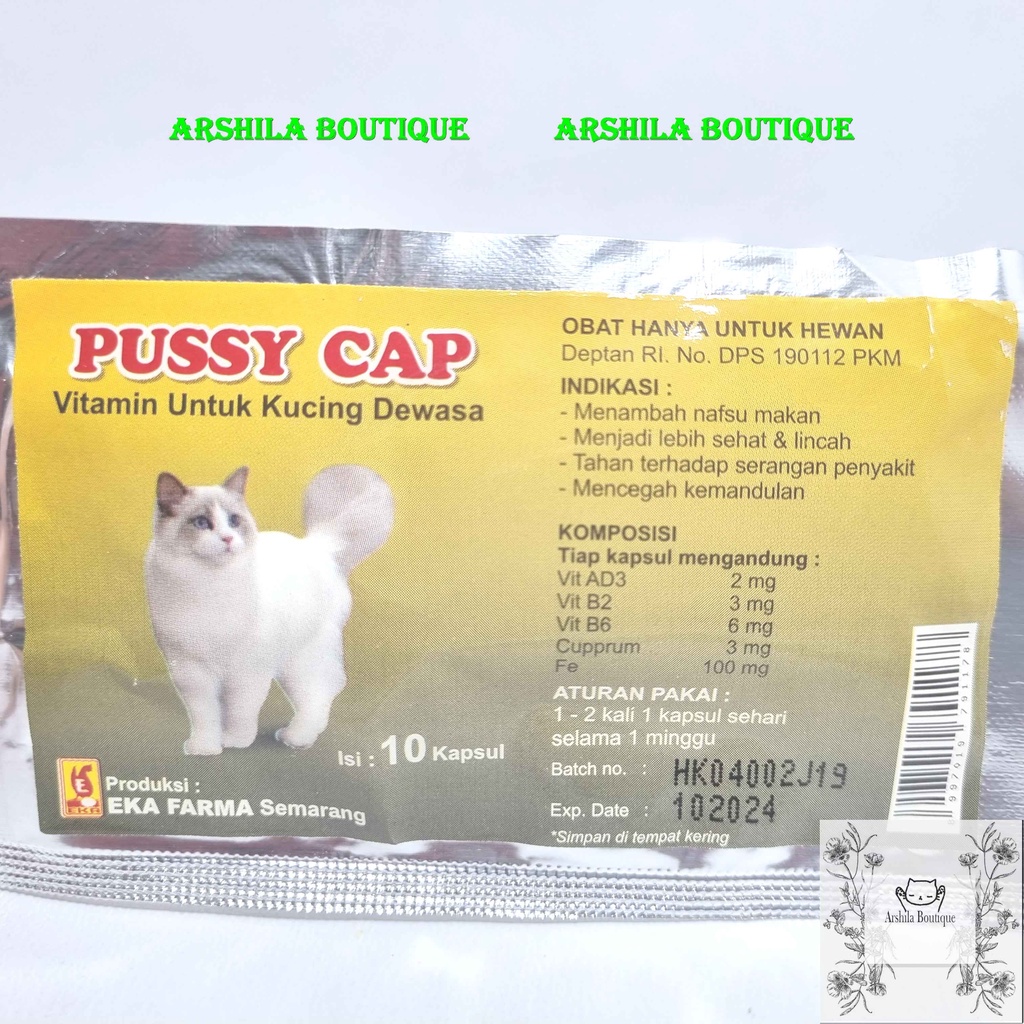 ARSHILA BOUTIQUE ARSHILA BOUTIQUE
PUSSY CAP
Vitamin Untuk Kucing Dewasa
Isi : 10 Kapsul
Produksi :
EKA FARMA Semarang
OBAT HANYA UNTUK HEWAN
Deptan RI. No. DPS 190112 PKM
INDIKASI :
- Menambah nafsu makan
- Menjadi lebih sehat & lincah
- Tahan terhadap serangan penyakit
- Mencegah kemandulan
KOMPOSISI
Tiap kapsul mengandung :
Vit AD3 2 mg
Vit B2 3 mg
Vit B6 6 mg
Cupprum 3 mg
Fe 100 mg
ATURAN PAKAI :
1 - 2 kali 1 kapsul sehari
selama 1 minggu
Batch no. : HK04002J19
Exp. Date : 102024
*Simpan di tempat kering
Arshila Boutique